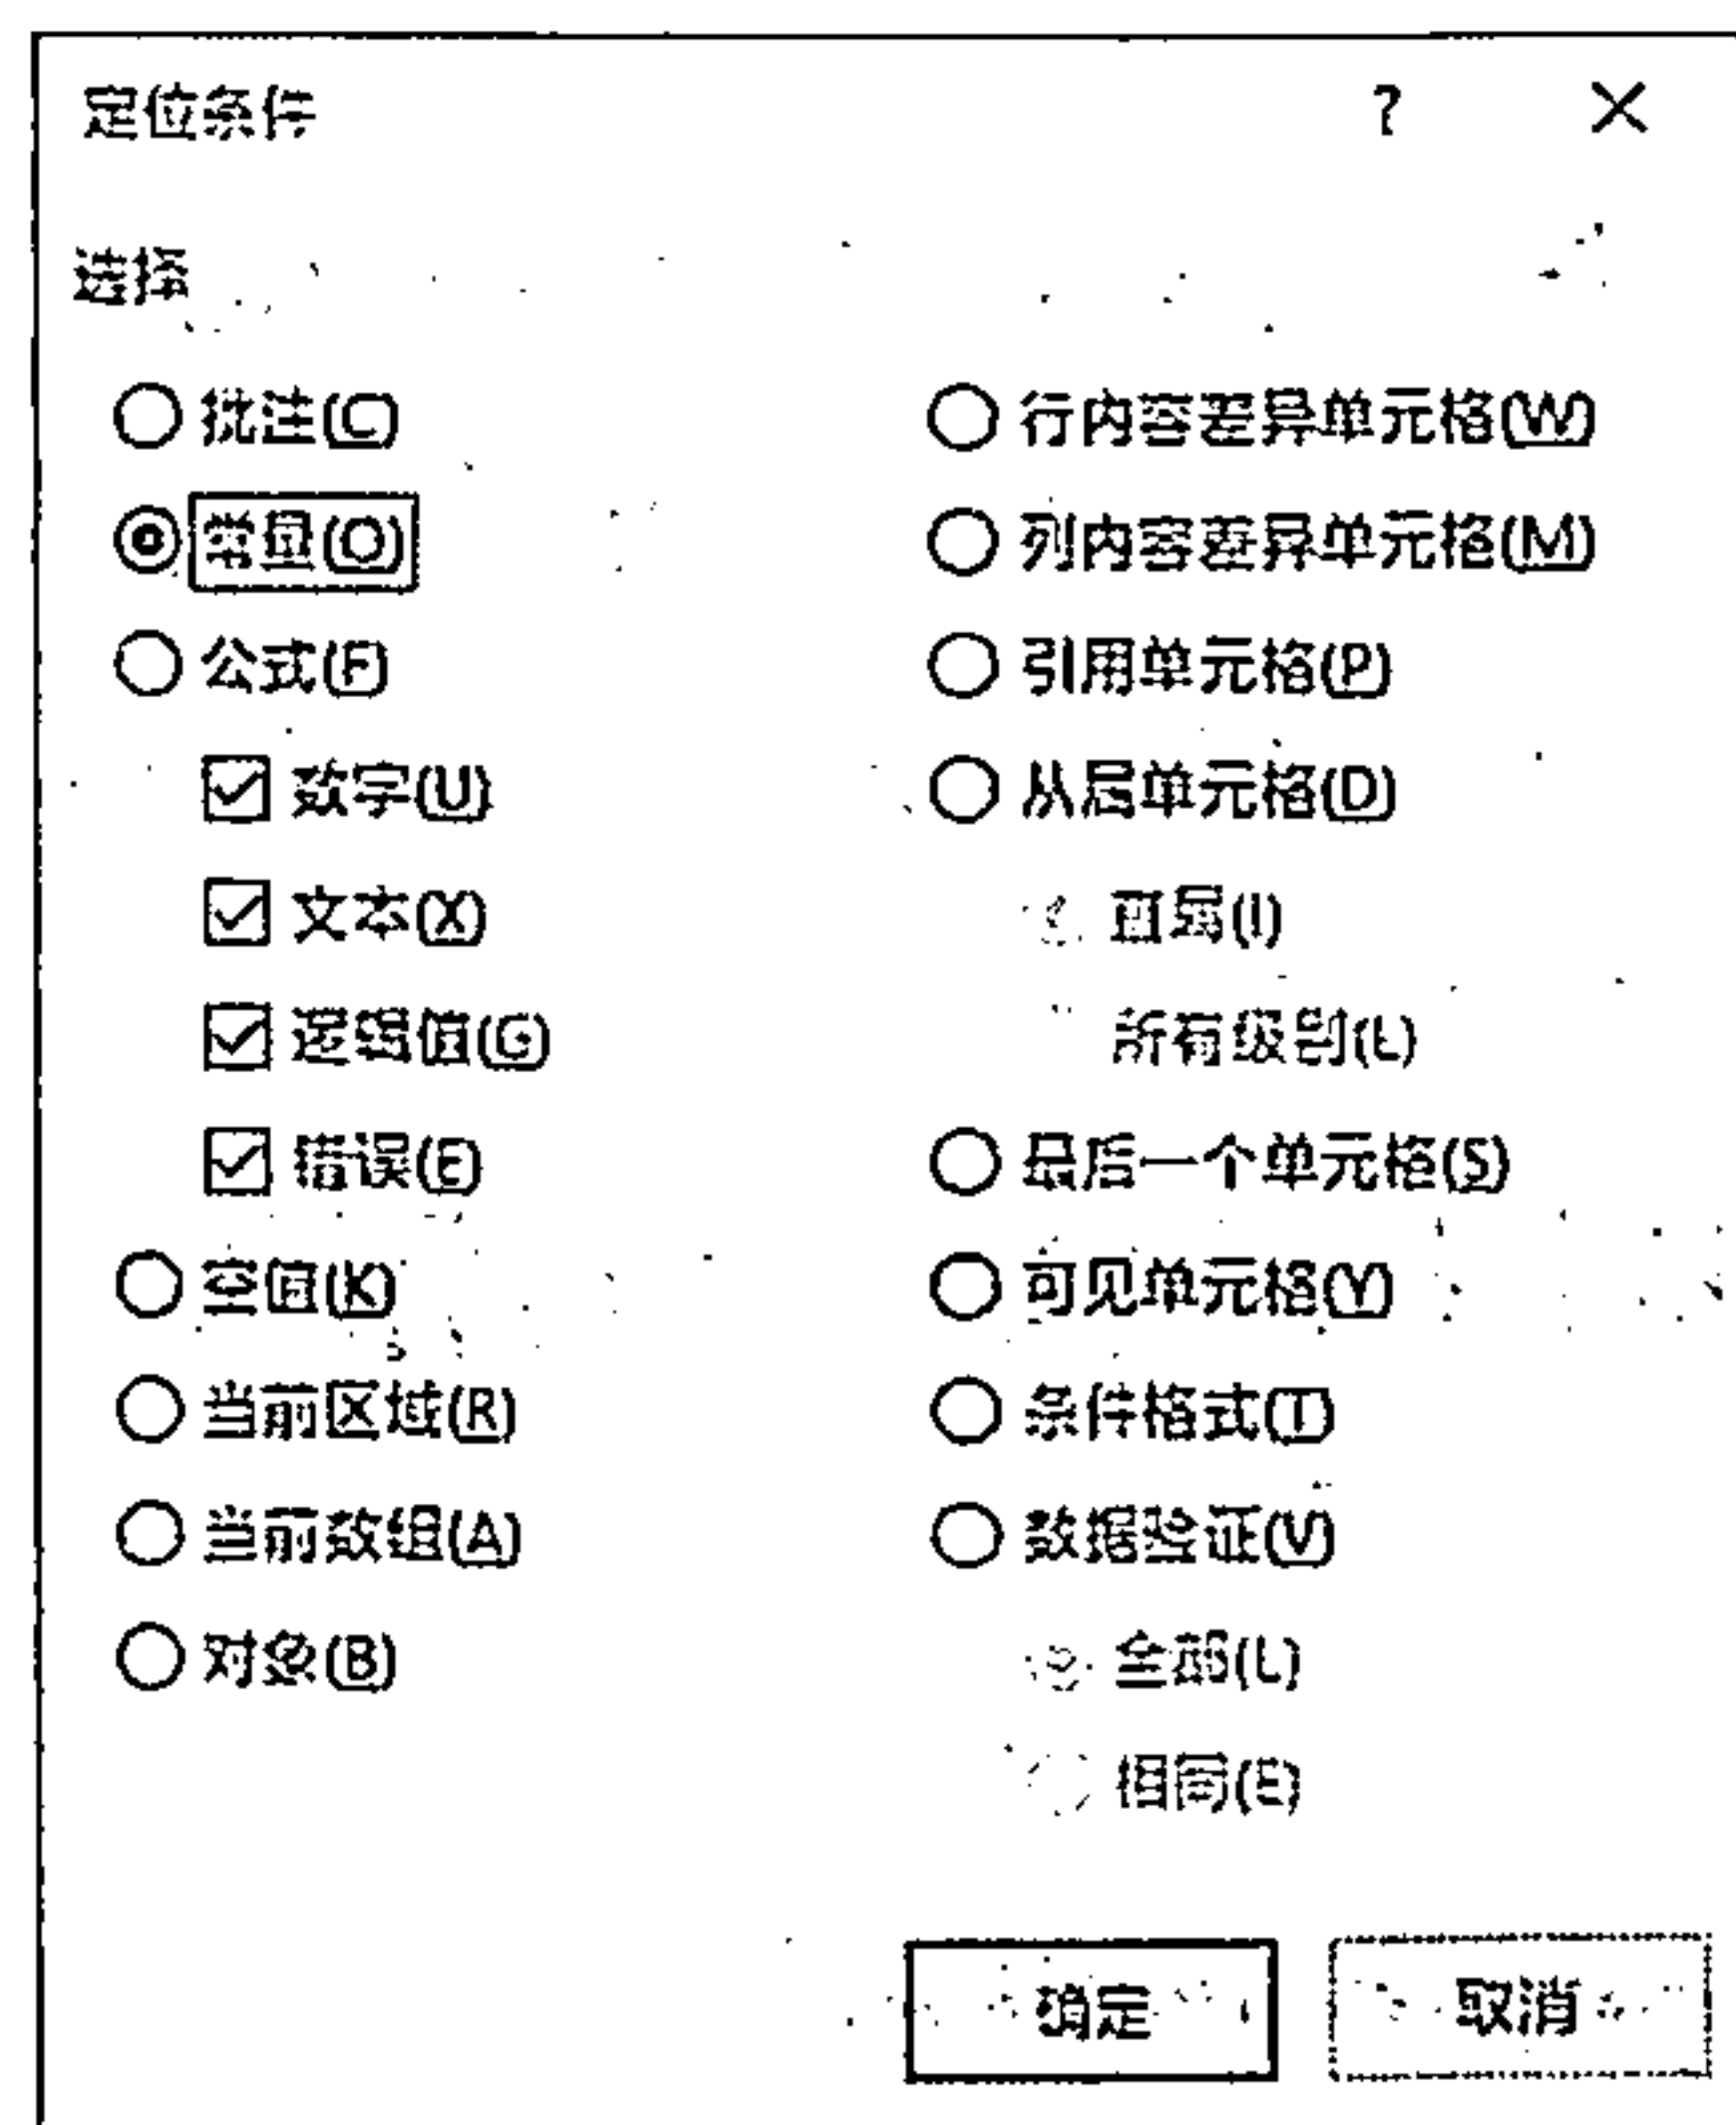 定位条件 ? ×
选择
批注(C)
常量(O)
公式(F)
数字(U)
文本(X)
逻辑值(G)
错误(E)
空值(K)
当前区域(R)
当前数组(A)
对象(B)
行内容差异单元格(W)
列内容差异单元格(M)
引用单元格(P)
从属单元格(D)
直属(I)
所有级别(L)
最后一个单元格(S)
可见单元格(Y)
条件格式(T)
数据验证(V)
全部(L)
相同(E)
确定
取消